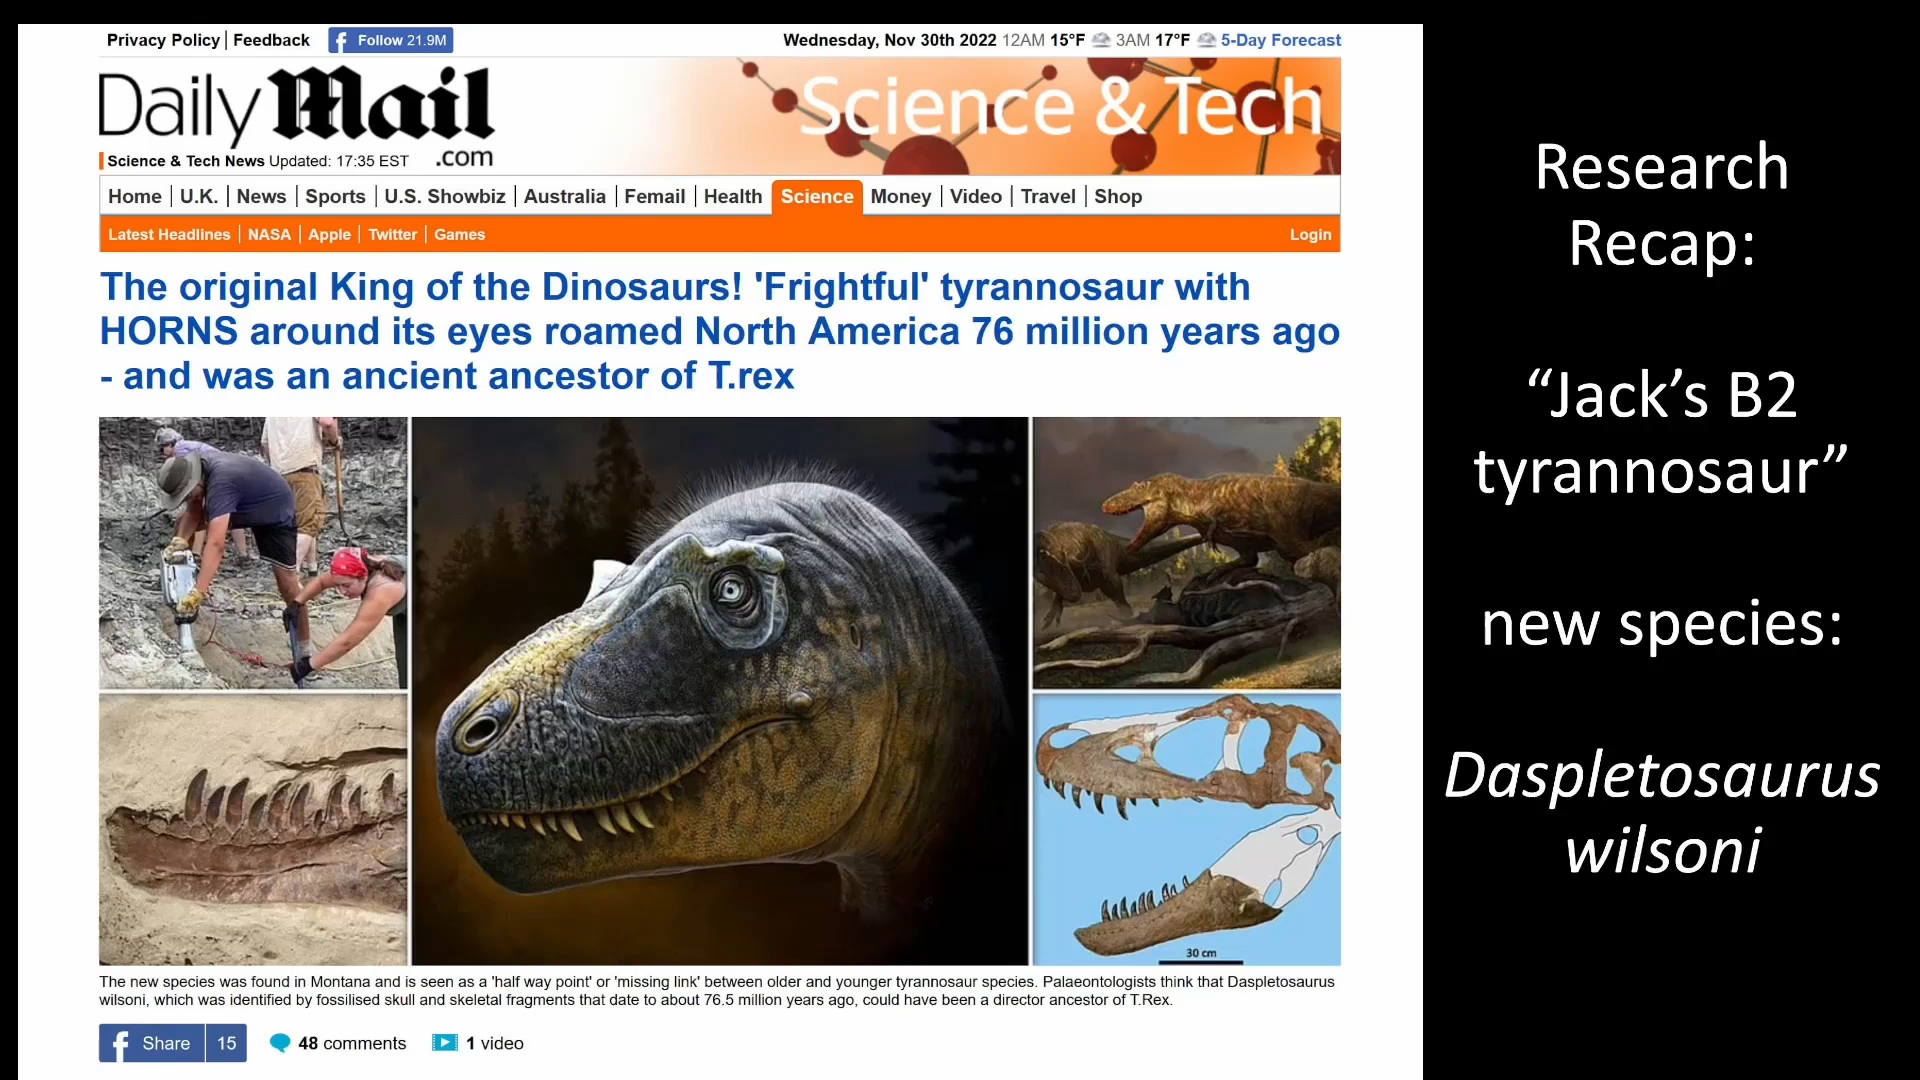 Privacy Policy | Feedback Follow 21.9M Wednesday, Nov 30th 2022 12AM 15°F 3AM 17°F 5-Day Forecast
Daily Mail
.com
Science & Tech
Science & Tech News Updated: 17:35 EST
Home | U.K. | News | Sports | U.S. Showbiz | Australia | Femail | Health Science Money | Video | Travel | Shop
Latest Headlines | NASA | Apple | Twitter | Games Login
The original King of the Dinosaurs! 'Frightful' tyrannosaur with
HORNS around its eyes roamed North America 76 million years ago
- and was an ancient ancestor of T.rex
30 cm
The new species was found in Montana and is seen as a 'half way point' or 'missing link' between older and younger tyrannosaur species. Palaeontologists think that Daspletosaurus
wilsoni, which was identified by fossilised skull and skeletal fragments that date to about 76.5 million years ago, could have been a director ancestor of T.Rex.
Share 15 48 comments 1 video
Research
Recap:
“Jack’s B2
tyrannosaur”
new species:
Daspletosaurus
wilsoni